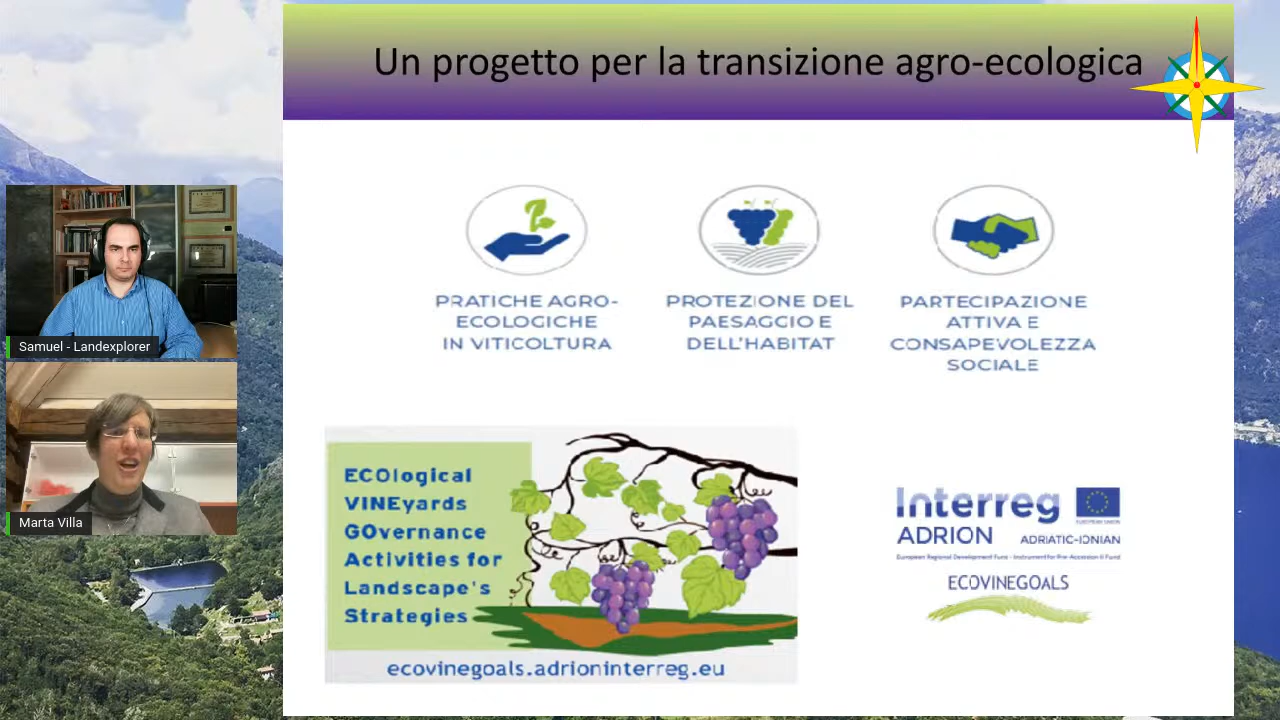 Un progetto per la transizione agro-ecologica
Samuel - Landexplorer
Marta Villa
PRATICHE AGRO-
ECOLOGICHE
IN VITICOLTURA
PROTEZIONE DEL
PAESAGGIO E
DELL'HABITAT
PARTECIPAZIONE
ATTIVA E
CONSAPEVOLEZZA
SOCIALE
ECOlogical
VINEyards
GOvernance
Activities for
Landscape's
Strategies
ecovinegoals.adrioninterreg.eu
Interreg
EUROPEAN UNION
ADRION ADRIATIC-IONIAN
European Regional Development Fund - Instrument for Pre-Accession II Fund
ECOVINEGOALS